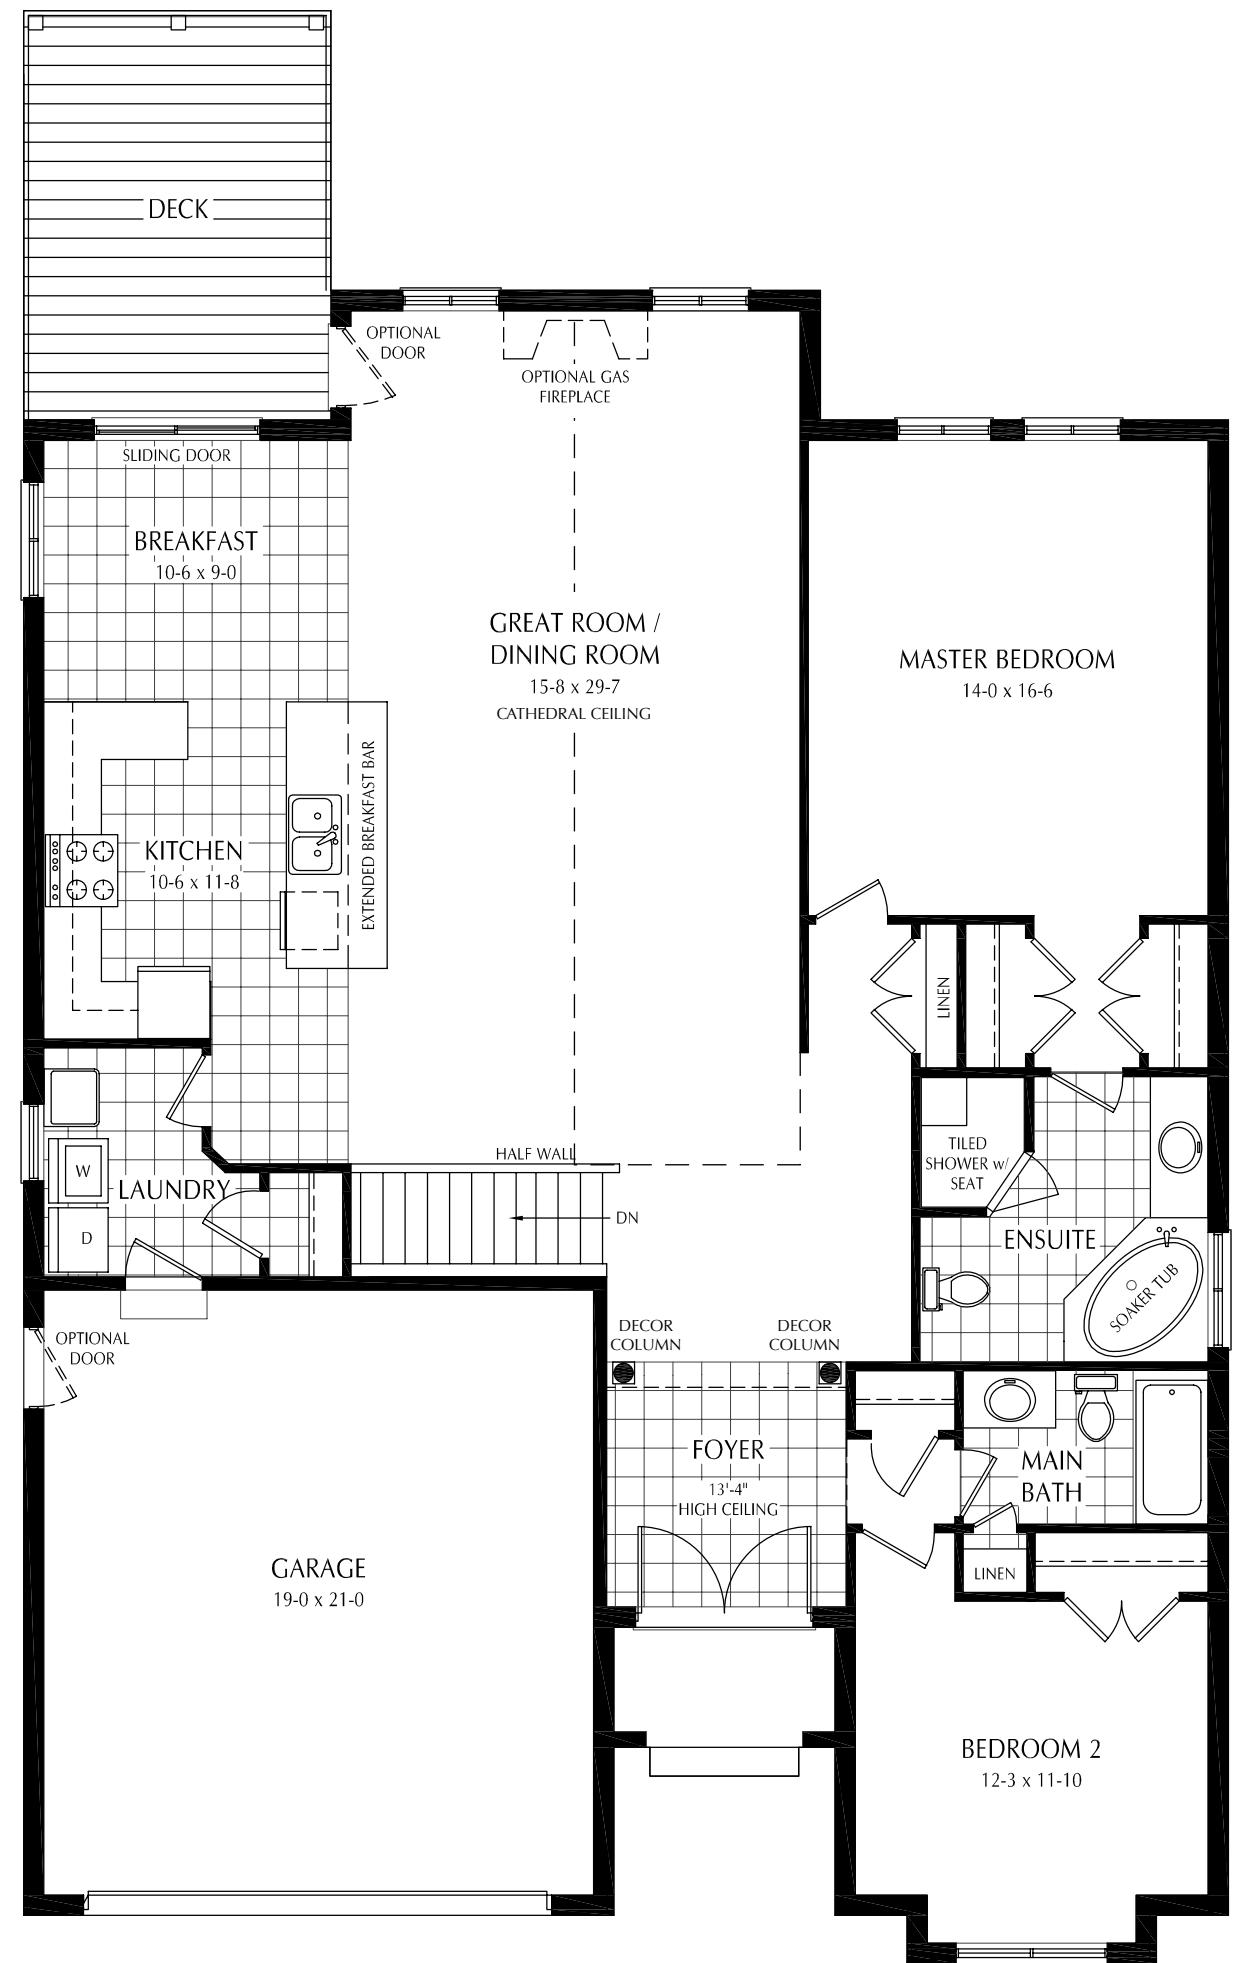 DECK
OPTIONAL
DOOR
OPTIONAL GAS
FIREPLACE
SLIDING DOOR
BREAKFAST
10-6 x 9-0
GREAT ROOM /
DINING ROOM
15-8 x 29-7
CATHEDRAL CEILING
MASTER BEDROOM
14-0 x 16-6
EXTENDED BREAKFAST BAR
KITCHEN
10-6 x 11-8
LINEN
HALF WALL
TILED
SHOWER w/
SEAT
W
LAUNDRY
D
DN
ENSUITE
SOAKER TUB
OPTIONAL
DOOR
DECOR
COLUMN
DECOR
COLUMN
FOYER
13'-4"
HIGH CEILING
MAIN
BATH
GARAGE
19-0 x 21-0
LINEN
BEDROOM 2
12-3 x 11-10